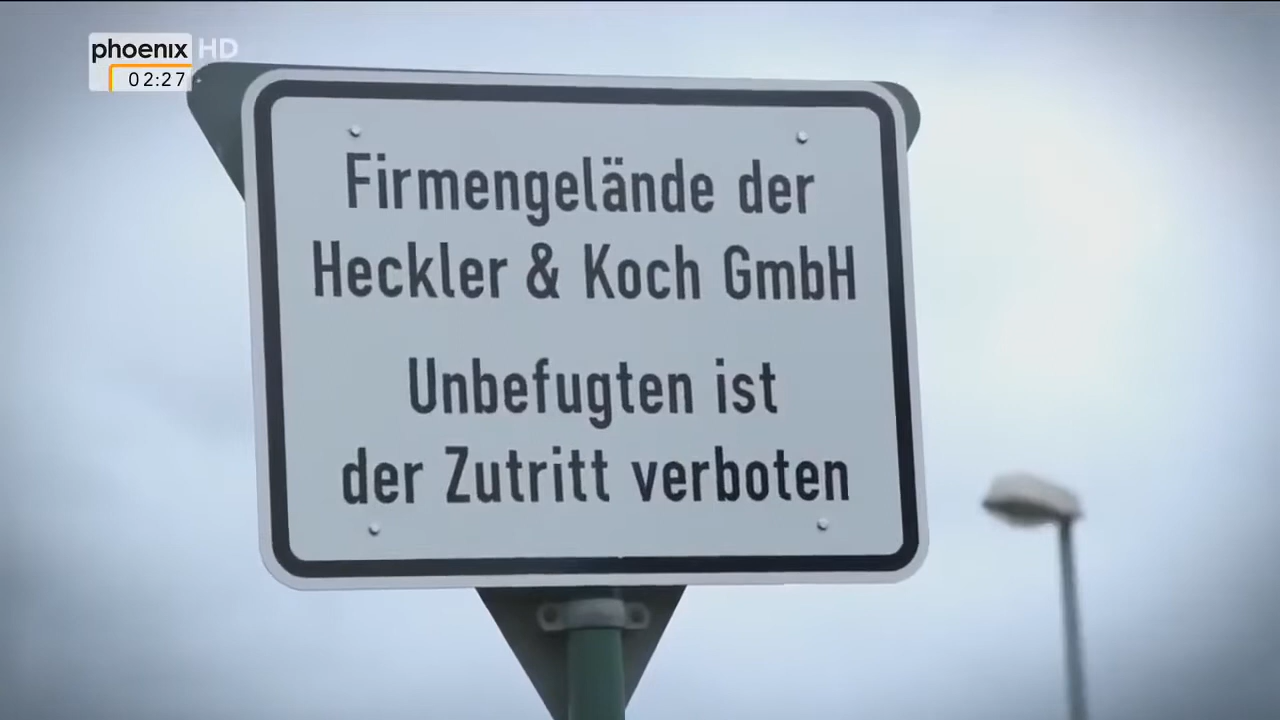 phoenix HD
02:27
Firmengelände der
Heckler & Koch GmbH
Unbefugten ist
der Zutritt verboten